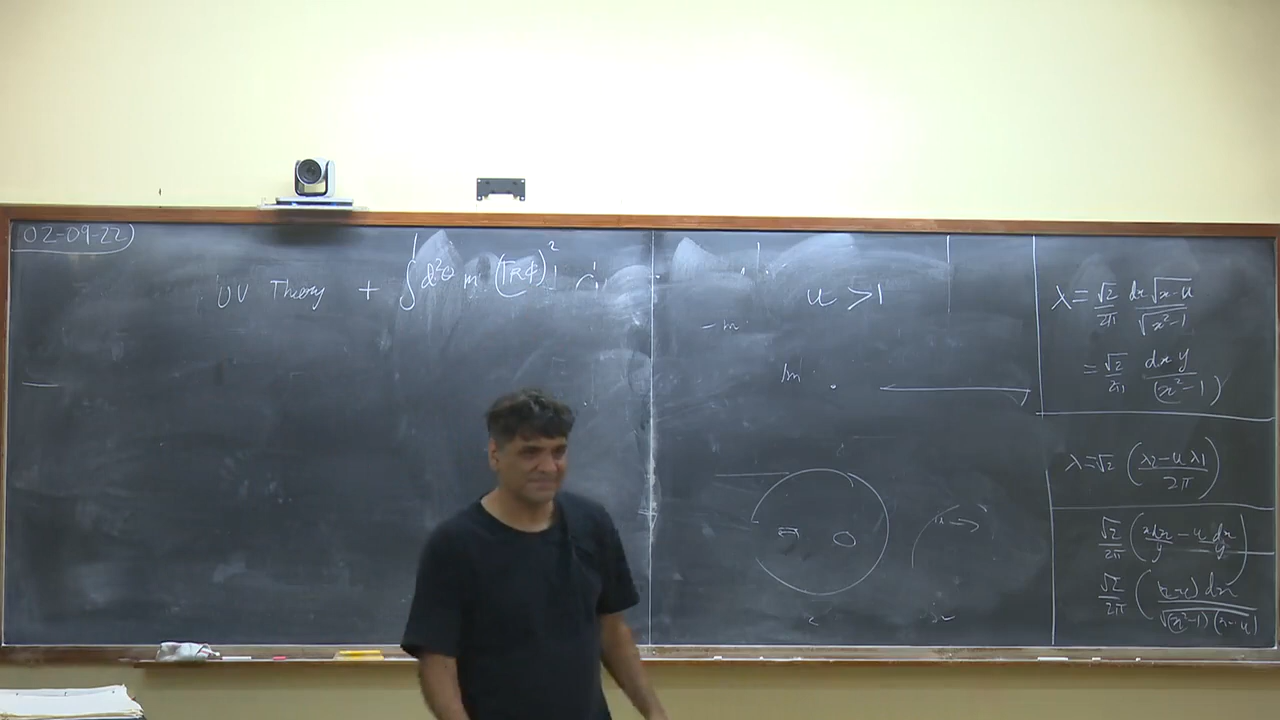 02-09-22
UV Theory + ∫d²θ m (TRϕ)²
u > 1
-m
m
λ = √2/2π dx√x-u / √x²-1
= √2/2π dx y / (x²-1)
λ = √2 (λ2 - u λ1 / 2π)
√2/2π (xdx/y - u dx/y)
√2/2π ( (x-u) dx / √(x²-1)(x-u)